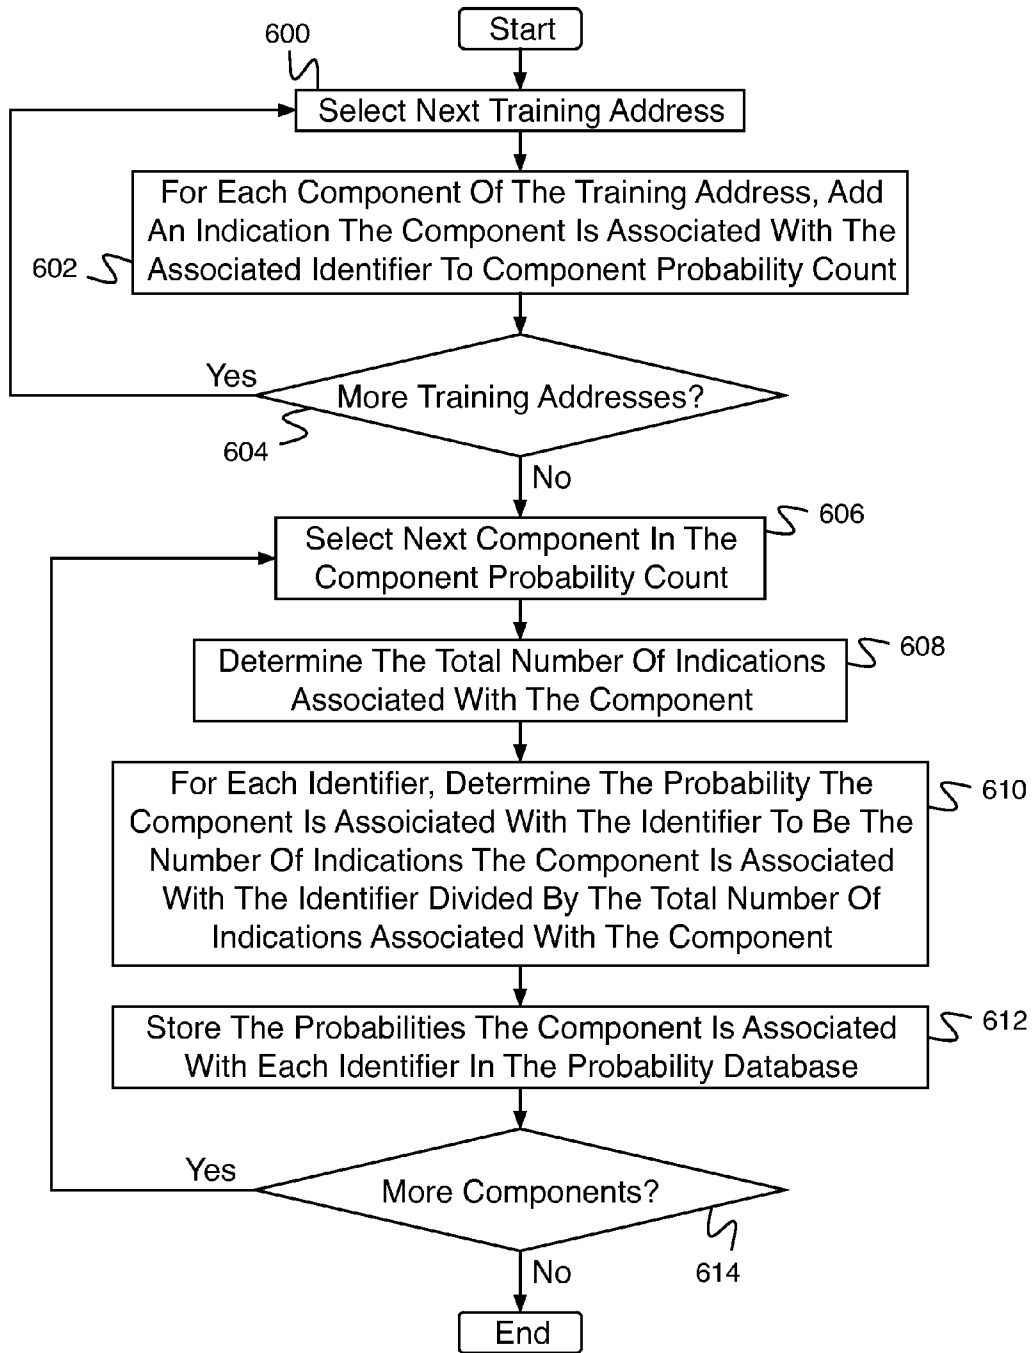 Start
600
Select Next Training Address
For Each Component Of The Training Address, Add
An Indication The Component Is Associated With The
Associated Identifier To Component Probability Count
602
Yes
More Training Addresses?
604
No
606
Select Next Component In The
Component Probability Count
608
Determine The Total Number Of Indications
Associated With The Component
610
For Each Identifier, Determine The Probability The
Component Is Assoiciated With The Identifier To Be The
Number Of Indications The Component Is Associated
With The Identifier Divided By The Total Number Of
Indications Associated With The Component
612
Store The Probabilities The Component Is Associated
With Each Identifier In The Probability Database
Yes
More Components?
614
No
End